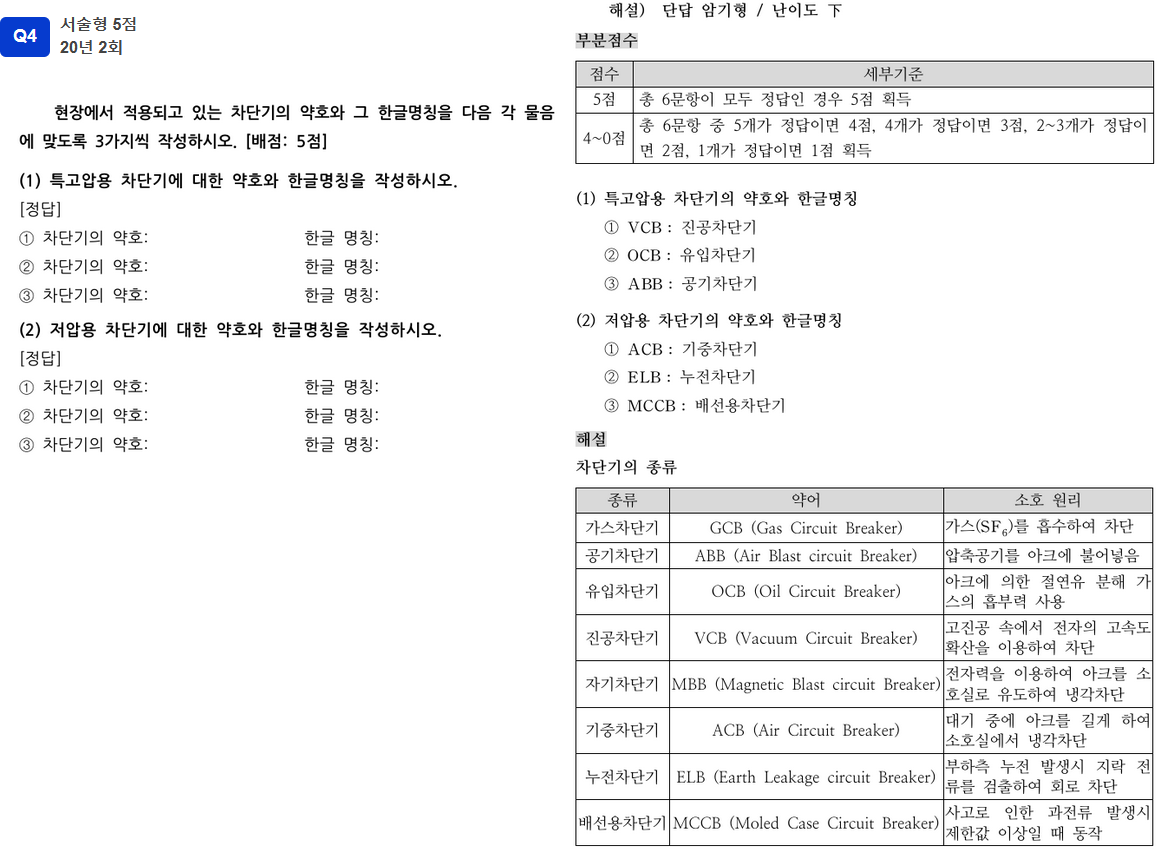 Q4
서술형 5점
20년 2회
현장에서 적용되고 있는 차단기의 약호와 그 한글명칭을 다음 각 물음
에 맞도록 3가지씩 작성하시오. [배점: 5점]
(1) 특고압용 차단기에 대한 약호와 한글명칭을 작성하시오.
[정답]
① 차단기의 약호: 한글 명칭:
② 차단기의 약호: 한글 명칭:
③ 차단기의 약호: 한글 명칭:
(2) 저압용 차단기에 대한 약호와 한글명칭을 작성하시오.
[정답]
① 차단기의 약호: 한글 명칭:
② 차단기의 약호: 한글 명칭:
③ 차단기의 약호: 한글 명칭:
해설) 단답 암기형 / 난이도 下
부분점수
점수 세부기준
5점 총 6문항이 모두 정답인 경우 5점 획득
4~0점 총 6문항 중 5개가 정답이면 4점, 4개가 정답이면 3점, 2~3개가 정답이
면 2점, 1개가 정답이면 1점 획득
(1) 특고압용 차단기의 약호와 한글명칭
① VCB : 진공차단기
② OCB : 유입차단기
③ ABB : 공기차단기
(2) 저압용 차단기의 약호와 한글명칭
① ACB : 기중차단기
② ELB : 누전차단기
③ MCCB : 배선용차단기
해설
차단기의 종류
종류 약어 소호 원리
가스차단기 GCB (Gas Circuit Breaker) 가스(SF₆)를 흡수하여 차단
공기차단기 ABB (Air Blast circuit Breaker) 압축공기를 아크에 불어넣음
유입차단기 OCB (Oil Circuit Breaker) 아크에 의한 절연유 분해 가
스의 흡부력 사용
진공차단기 VCB (Vacuum Circuit Breaker) 고진공 속에서 전자의 고속도
확산을 이용하여 차단
자기차단기 MBB (Magnetic Blast circuit Breaker) 전자력을 이용하여 아크를 소
호실로 유도하여 냉각차단
기중차단기 ACB (Air Circuit Breaker) 대기 중에 아크를 길게 하여
소호실에서 냉각차단
누전차단기 ELB (Earth Leakage circuit Breaker) 부하측 누전 발생시 지락 전
류를 검출하여 회로 차단
배선용차단기 MCCB (Moled Case Circuit Breaker) 사고로 인한 과전류 발생시
제한값 이상일 때 동작